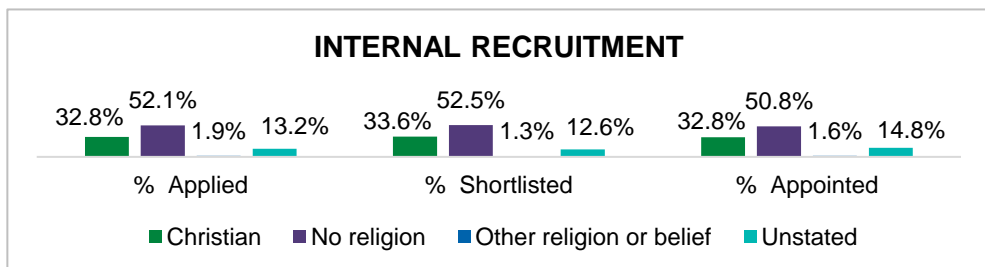 INTERNAL RECRUITMENT
32.8% 52.1% 1.9% 13.2% 33.6% 52.5% 1.3% 12.6% 32.8% 50.8% 1.6% 14.8%
% Applied % Shortlisted % Appointed
Christian No religion Other religion or belief Unstated